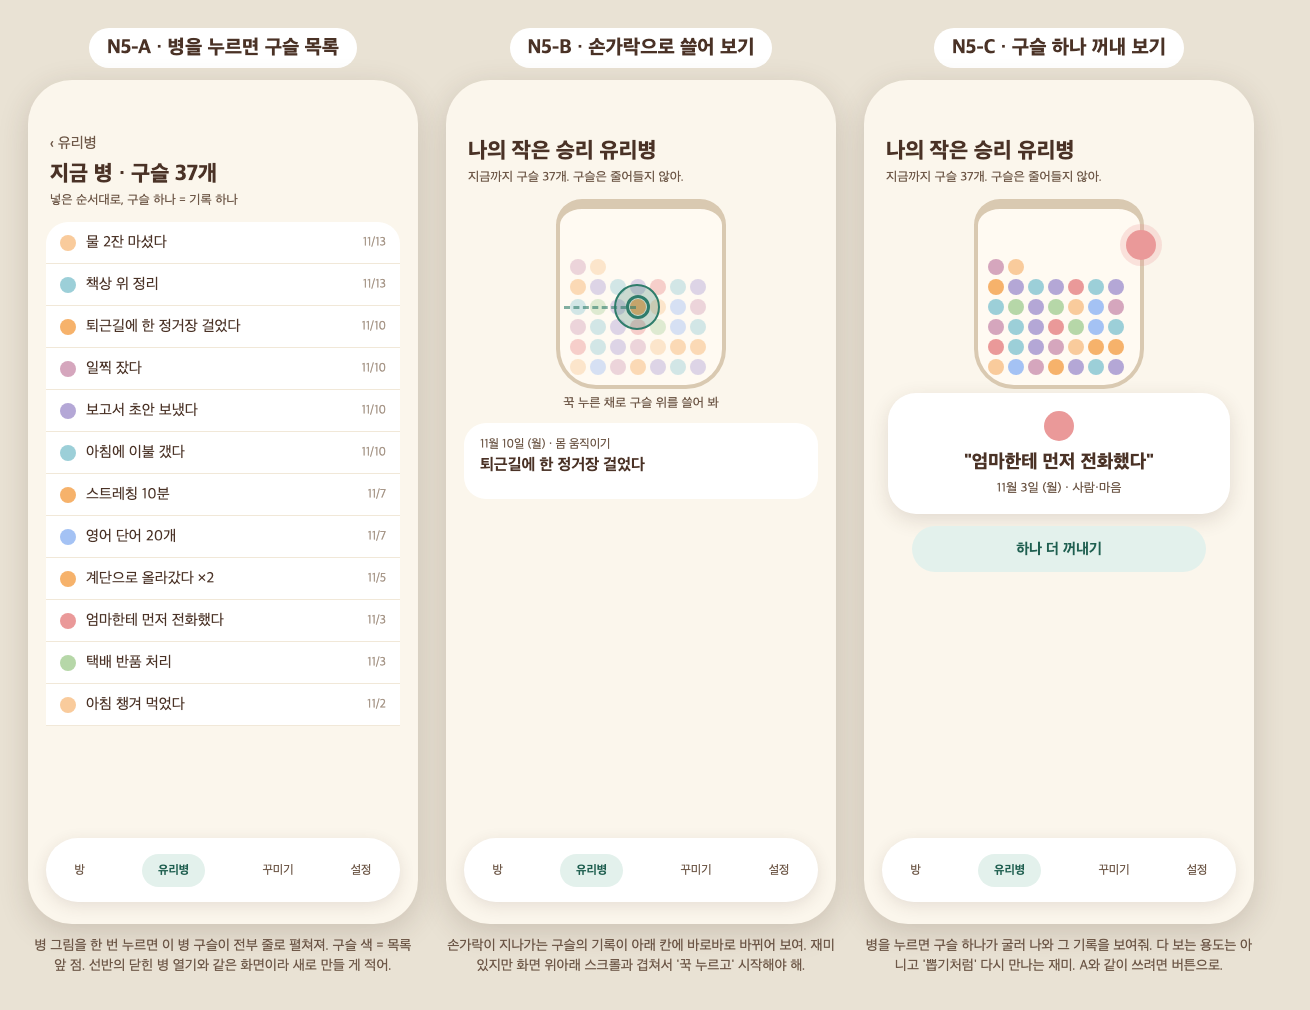 N5-A · 병을 누르면 구슬 목록
‹ 유리병
지금 병 · 구슬 37개
넣은 순서대로, 구슬 하나 = 기록 하나
물 2잔 마셨다 11/13
책상 위 정리 11/13
퇴근길에 한 정거장 걸었다 11/10
일찍 잤다 11/10
보고서 초안 보냈다 11/10
아침에 이불 갰다 11/10
스트레칭 10분 11/7
영어 단어 20개 11/7
계단으로 올라갔다 ×2 11/5
엄마한테 먼저 전화했다 11/3
택배 반품 처리 11/3
아침 챙겨 먹었다 11/2
방 유리병 꾸미기 설정
병 그림을 한 번 누르면 이 병 구슬이 전부 줄로 펼쳐져. 구슬 색 = 목록
앞 점. 선반의 닫힌 병 열기와 같은 화면이라 새로 만들 게 적어.
N5-B · 손가락으로 쓸어 보기
나의 작은 승리 유리병
지금까지 구슬 37개. 구슬은 줄어들지 않아.
꾹 누른 채로 구슬 위를 쓸어 봐
11월 10일 (월) · 몸 움직이기
퇴근길에 한 정거장 걸었다
방 유리병 꾸미기 설정
손가락이 지나가는 구슬의 기록이 아래 칸에 바로바로 바뀌어 보여. 재미
있지만 화면 위아래 스크롤과 겹쳐서 '꾹 누르고' 시작해야 해.
N5-C · 구슬 하나 꺼내 보기
나의 작은 승리 유리병
지금까지 구슬 37개. 구슬은 줄어들지 않아.
"엄마한테 먼저 전화했다"
11월 3일 (월) · 사람·마음
하나 더 꺼내기
방 유리병 꾸미기 설정
병을 누르면 구슬 하나가 굴러 나와 그 기록을 보여줘. 다 보는 용도는 아
니고 '뽑기처럼' 다시 만나는 재미. A와 같이 쓰려면 버튼으로.